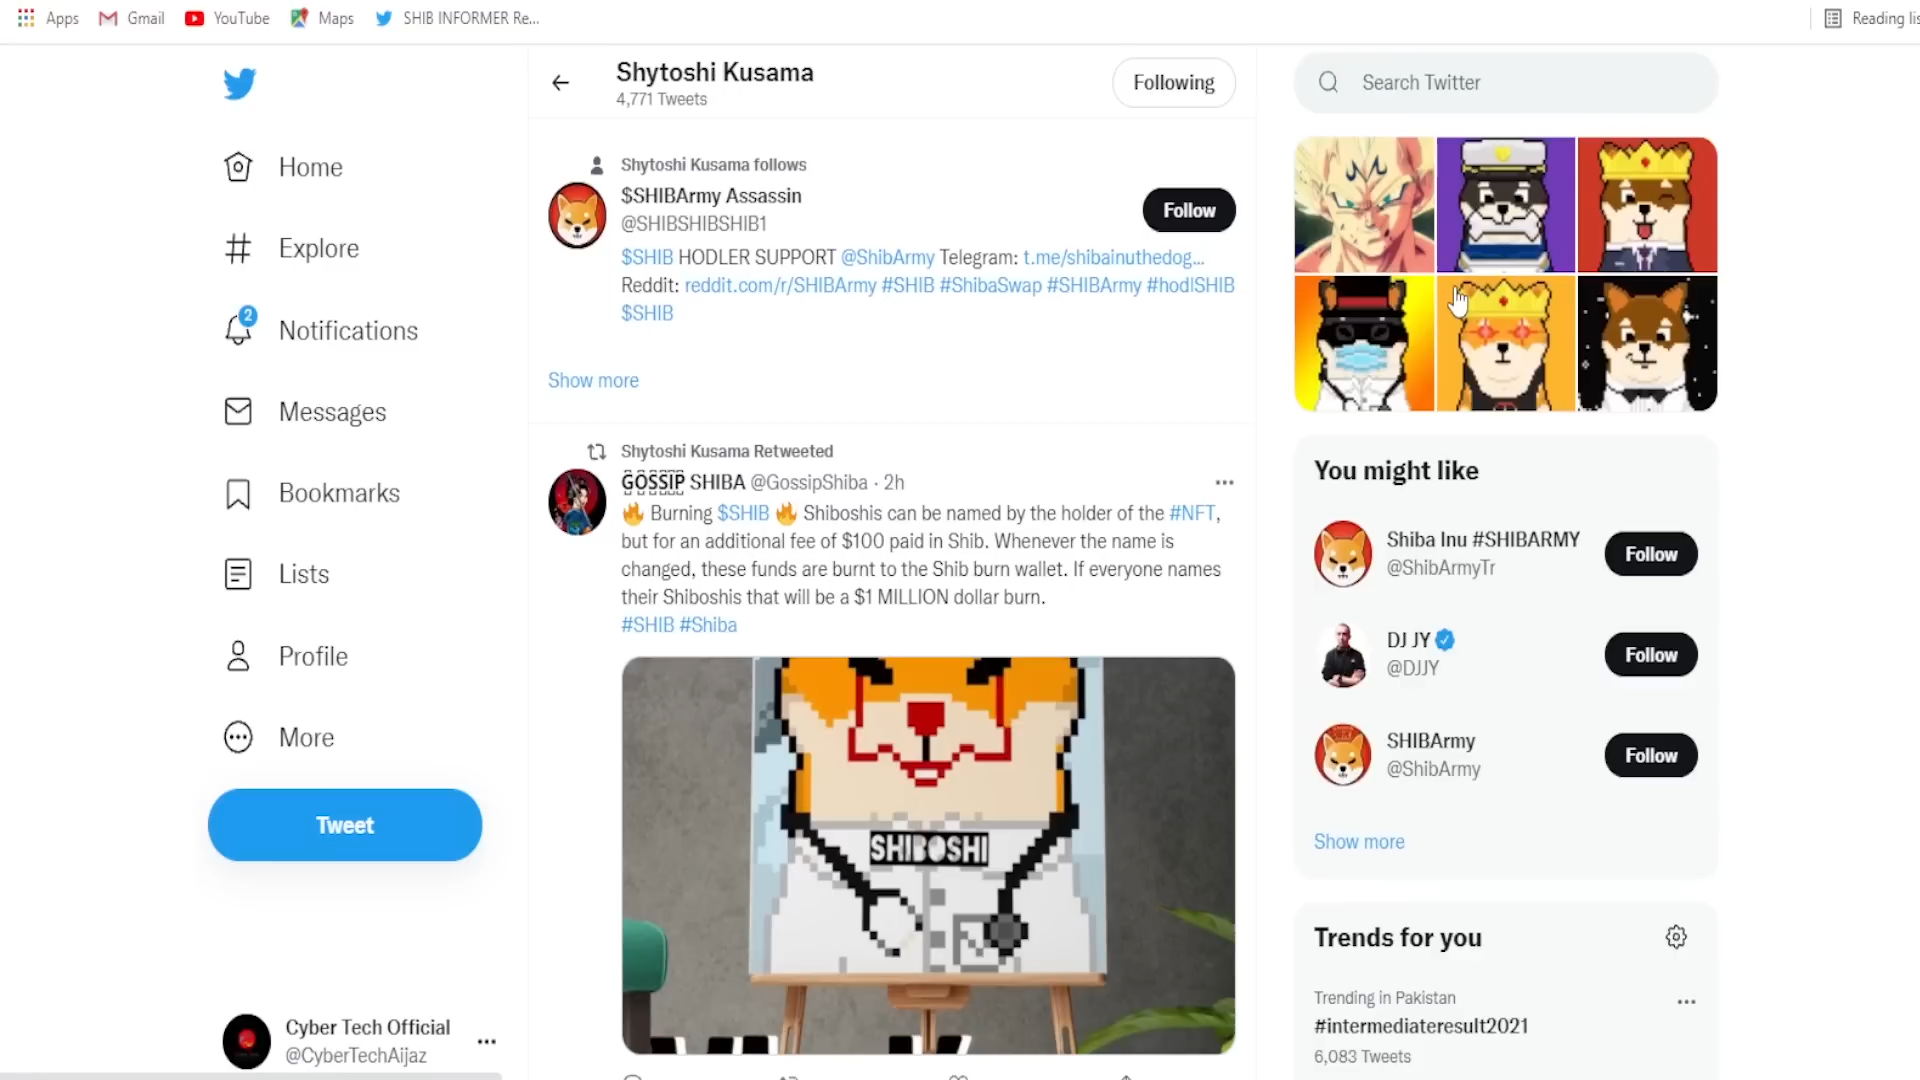 Apps
Gmail
YouTube
Maps
SHIB INFORMER Re...
Reading lis
Home
Explore
2
Notifications
Messages
Bookmarks
Lists
Profile
More
Tweet
Cyber Tech Official
@CyberTechAijaz
Shytoshi Kusama
4,771 Tweets
Following
Shytoshi Kusama follows
$SHIBArmy Assassin
@SHIBSHIBSHIB1
Follow
$SHIB HODLER SUPPORT @ShibArmy Telegram: t.me/shibainuthedog...
Reddit: reddit.com/r/SHIBArmy #SHIB #ShibaSwap #SHIBArmy #hodlSHIB
$SHIB
Show more
Shytoshi Kusama Retweeted
GOSSIP SHIBA @GossipShiba · 2h
🔥 Burning $SHIB 🔥 Shiboshis can be named by the holder of the #NFT,
but for an additional fee of $100 paid in Shib. Whenever the name is
changed, these funds are burnt to the Shib burn wallet. If everyone names
their Shiboshis that will be a $1 MILLION dollar burn.
#SHIB #Shiba
SHIBOSHI
Search Twitter
You might like
Shiba Inu #SHIBARMY
@ShibArmyTr
Follow
DJ JY
@DJJY
Follow
SHIBArmy
@ShibArmy
Follow
Show more
Trends for you
Trending in Pakistan
#intermediateresult2021
6,083 Tweets